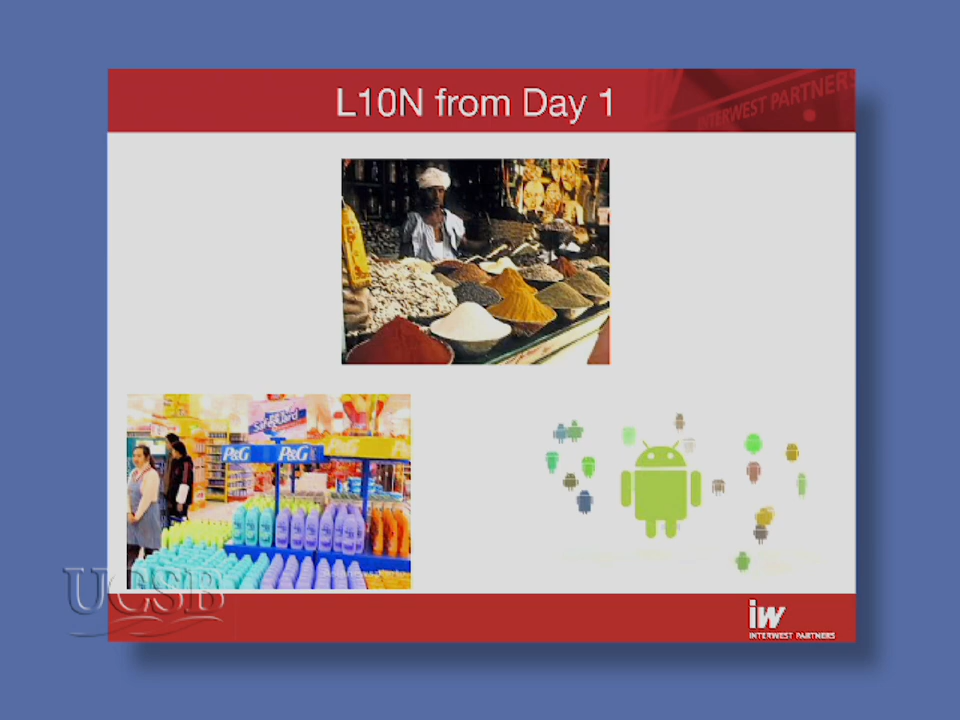 L10N from Day 1
INTERWEST PARTNERS
Safeguard
P&G P&G
UCSB
iw
INTERWEST PARTNERS